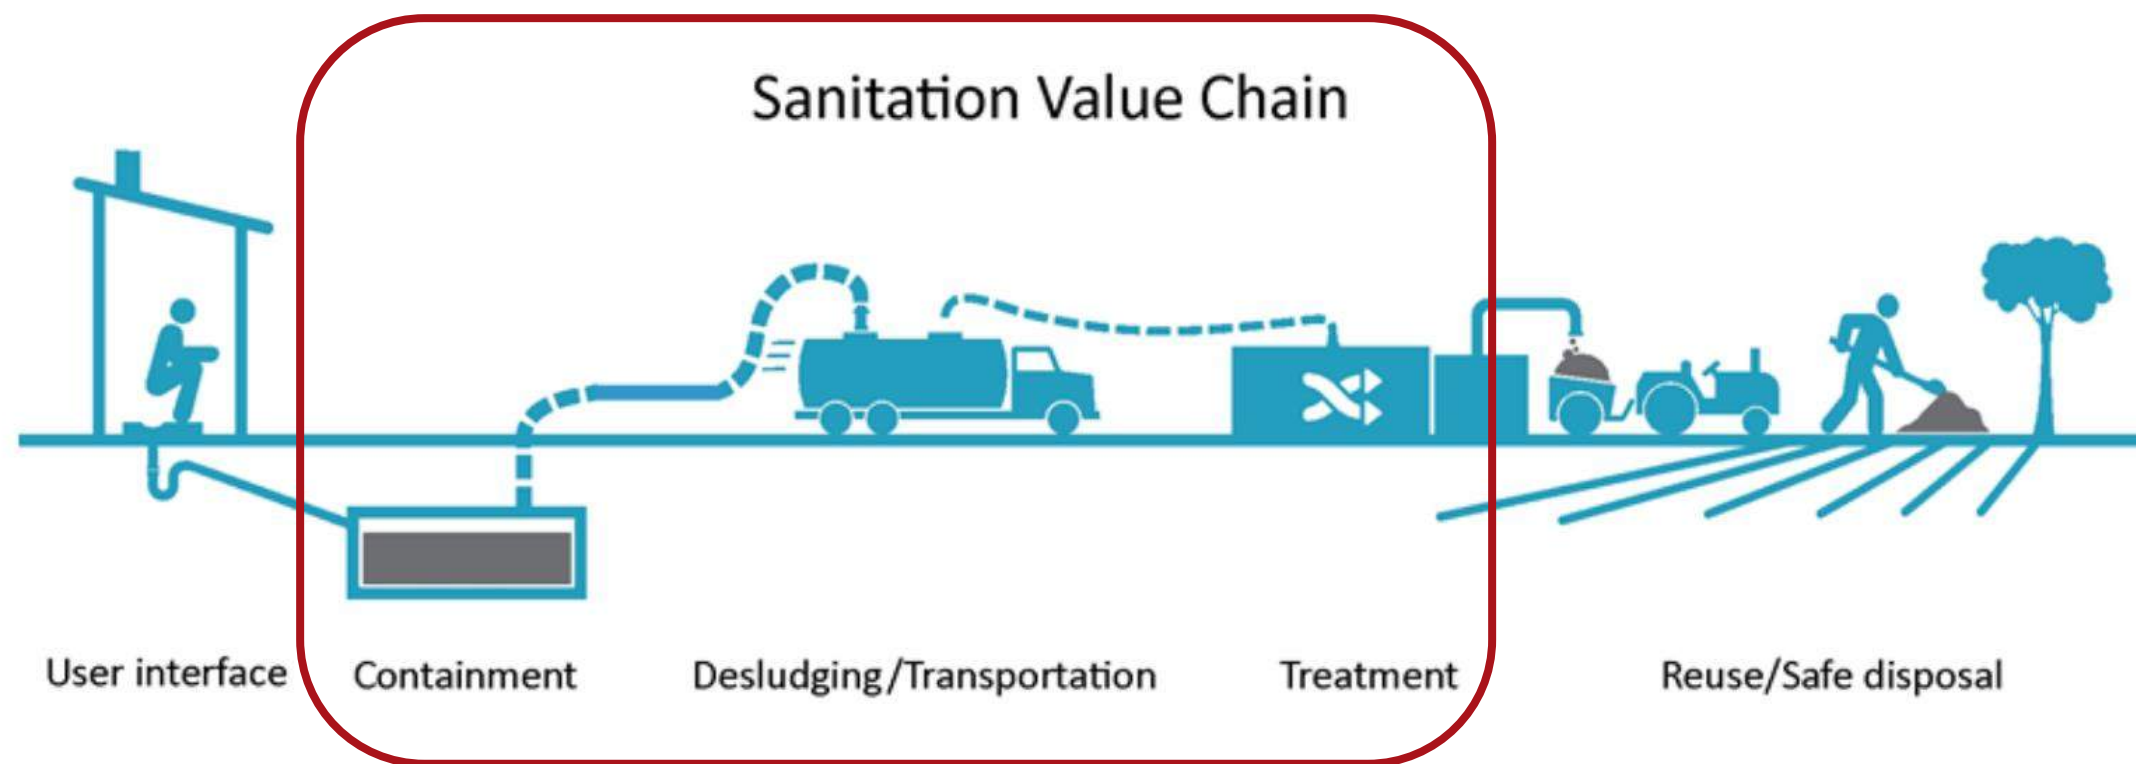 Sanitation Value Chain
User interface
Containment
Desludging/Transportation
Treatment
Reuse/Safe disposal